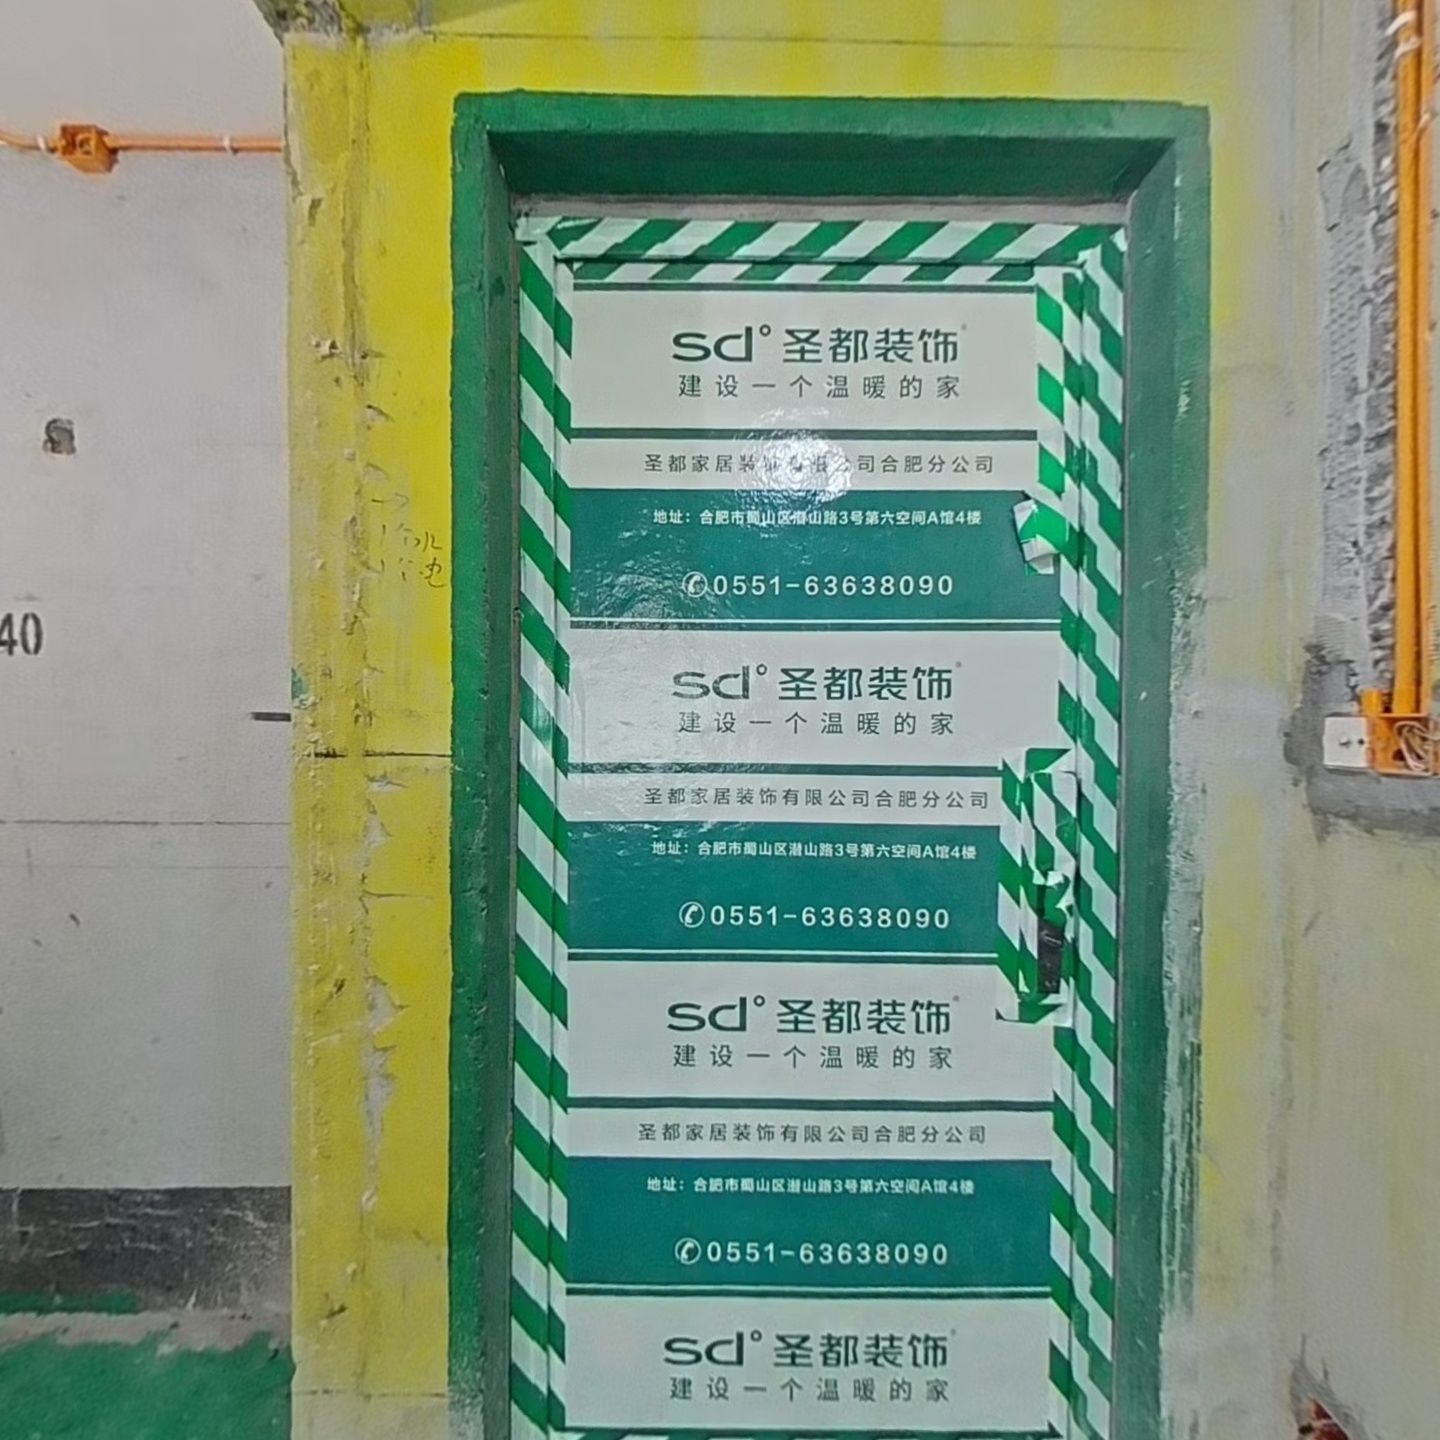 sd°圣都装饰
建设一个温暖的家
圣都家居装饰有限公司合肥分公司
地址：合肥市蜀山区潜山路3号第六空间A馆4楼
0551-63638090
sd°圣都装饰
建设一个温暖的家
圣都家居装饰有限公司合肥分公司
地址：合肥市蜀山区潜山路3号第六空间A馆4楼
0551-63638090
sd°圣都装饰
建设一个温暖的家
圣都家居装饰有限公司合肥分公司
地址：合肥市蜀山区潜山路3号第六空间A馆4楼
0551-63638090
sd°圣都装饰
建设一个温暖的家
40